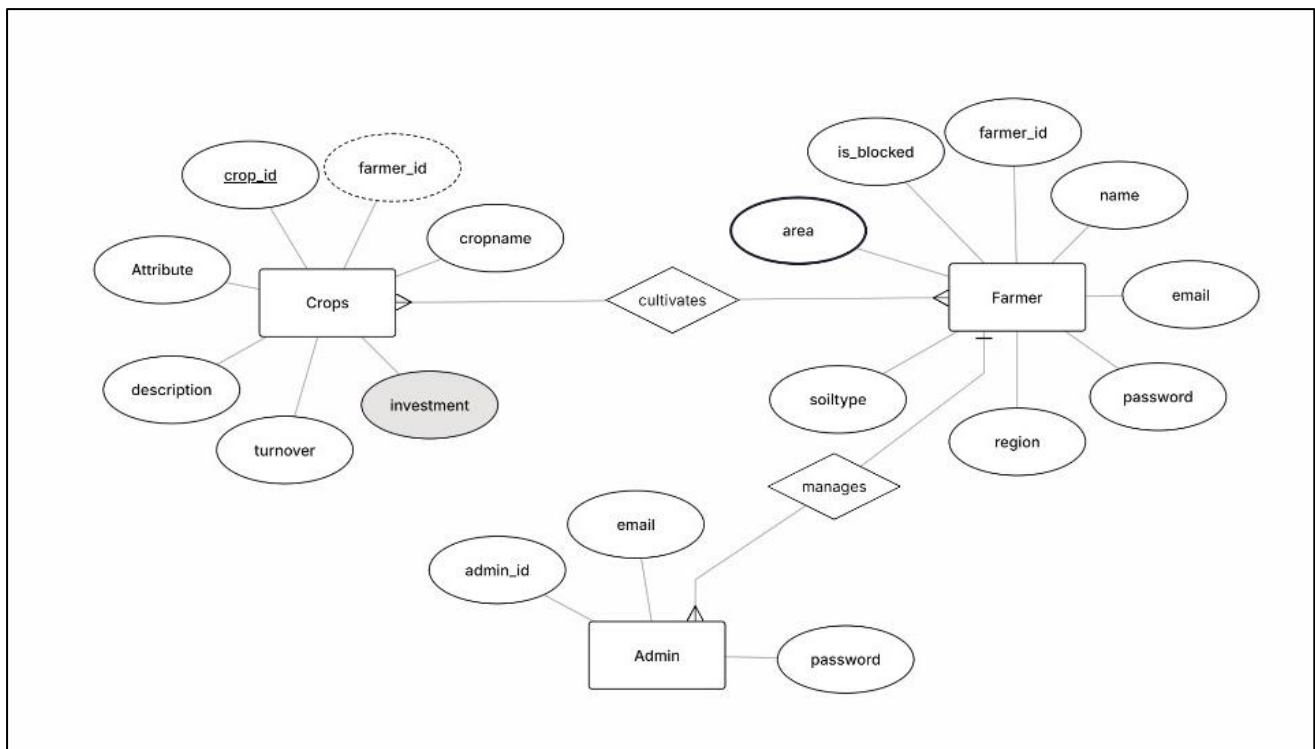 farmer_id
is_blocked
farmer_id
crop_id
name
area
cropname
Attribute
Crops
cultivates
Farmer
email
description
investment
soiltype
password
turnover
region
manages
email
admin_id
Admin
password